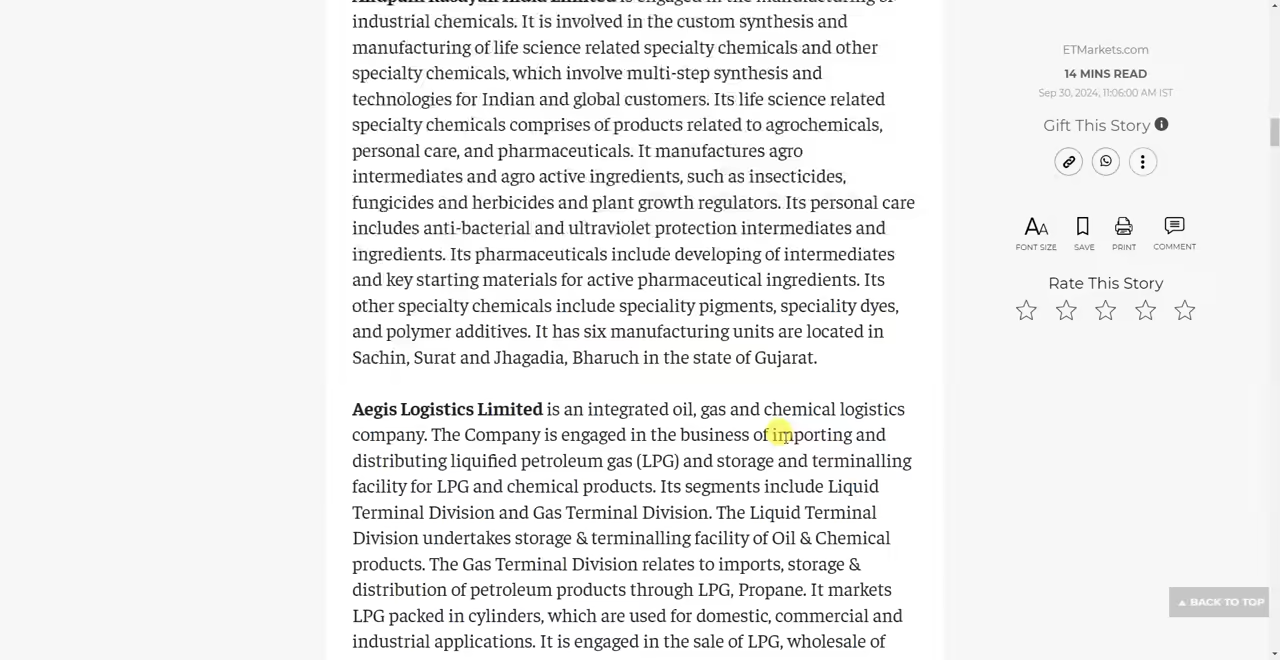 Anupam Rasayan India Limited is engaged in the manufacturing of
industrial chemicals. It is involved in the custom synthesis and
manufacturing of life science related specialty chemicals and other
specialty chemicals, which involve multi-step synthesis and
technologies for Indian and global customers. Its life science related
specialty chemicals comprises of products related to agrochemicals,
personal care, and pharmaceuticals. It manufactures agro
intermediates and agro active ingredients, such as insecticides,
fungicides and herbicides and plant growth regulators. Its personal care
includes anti-bacterial and ultraviolet protection intermediates and
ingredients. Its pharmaceuticals include developing of intermediates
and key starting materials for active pharmaceutical ingredients. Its
other specialty chemicals include speciality pigments, speciality dyes,
and polymer additives. It has six manufacturing units are located in
Sachin, Surat and Jhagadia, Bharuch in the state of Gujarat.
Aegis Logistics Limited is an integrated oil, gas and chemical logistics
company. The Company is engaged in the business of importing and
distributing liquified petroleum gas (LPG) and storage and terminalling
facility for LPG and chemical products. Its segments include Liquid
Terminal Division and Gas Terminal Division. The Liquid Terminal
Division undertakes storage & terminalling facility of Oil & Chemical
products. The Gas Terminal Division relates to imports, storage &
distribution of petroleum products through LPG, Propane. It markets
LPG packed in cylinders, which are used for domestic, commercial and
industrial applications. It is engaged in the sale of LPG, wholesale of
ETMarkets.com
14 MINS READ
Sep 30, 2024, 11:06:00 AM IST
Gift This Story
FONT SIZE SAVE PRINT COMMENT
Rate This Story
▲ BACK TO TOP